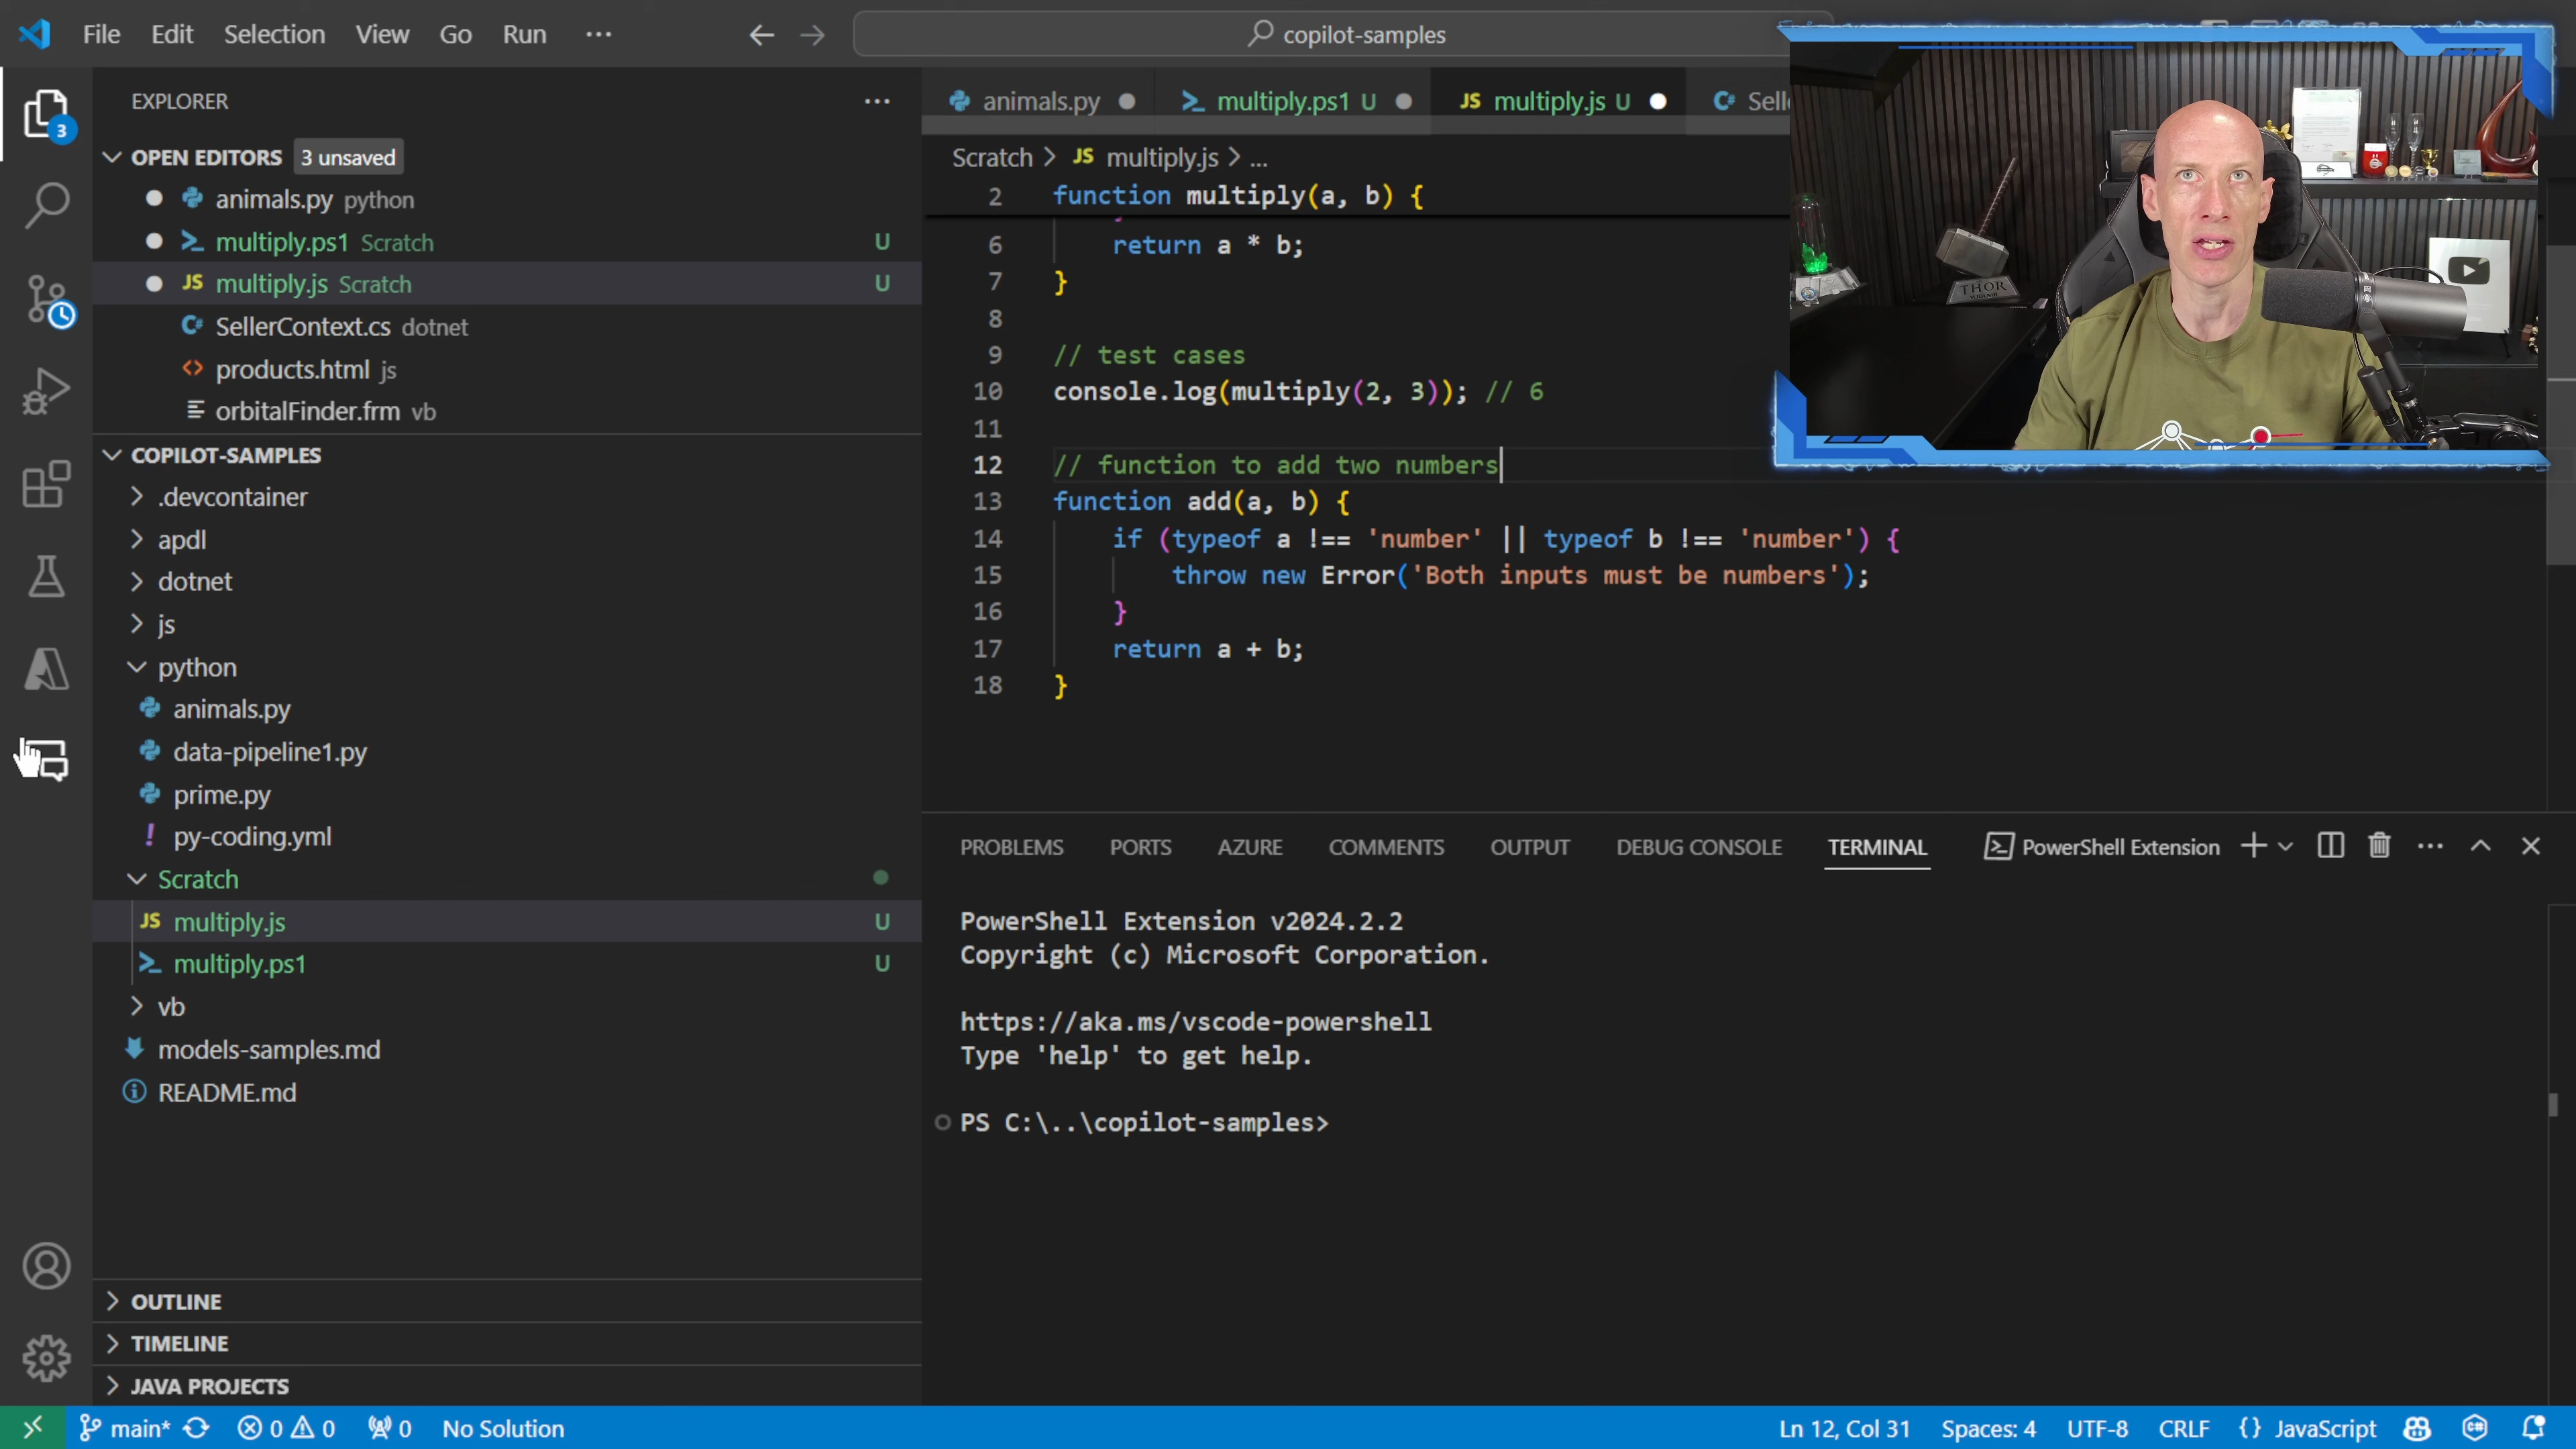 File Edit Selection View Go Run ...
copilot-samples
EXPLORER
3
OPEN EDITORS 3 unsaved
animals.py python
multiply.ps1 Scratch U
JS multiply.js Scratch U
C# SellerContext.cs dotnet
products.html js
orbitalFinder.frm vb
COPILOT-SAMPLES
.devcontainer
apdl
dotnet
js
python
animals.py
data-pipeline1.py
prime.py
! py-coding.yml
Scratch
JS multiply.js U
multiply.ps1 U
vb
models-samples.md
README.md
OUTLINE
TIMELINE
JAVA PROJECTS
animals.py multiply.ps1 U JS multiply.js U C#
Scratch > JS multiply.js > ...
2 function multiply(a, b) {
6 return a * b;
7 }
8
9 // test cases
10 console.log(multiply(2, 3)); // 6
11
12 // function to add two numbers
13 function add(a, b) {
14 if (typeof a !== 'number' || typeof b !== 'number') {
15 throw new Error('Both inputs must be numbers');
16 }
17 return a + b;
18 }
THOR
PROBLEMS PORTS AZURE COMMENTS OUTPUT DEBUG CONSOLE TERMINAL PowerShell Extension
PowerShell Extension v2024.2.2
Copyright (c) Microsoft Corporation.
https://aka.ms/vscode-powershell
Type 'help' to get help.
PS C:\..\copilot-samples>
main* 0 0 0 No Solution Ln 12, Col 31 Spaces: 4 UTF-8 CRLF {} JavaScript